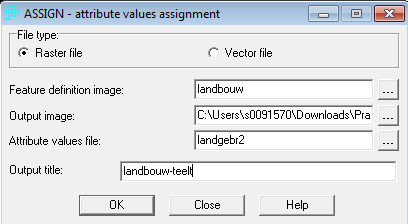 ASSIGN - attribute values assignment
File type:
Raster file Vector file
Feature definition image: landbouw ...
Output image: C:\Users\s0091570\Downloads\Pra ...
Attribute values file: landgebr2 ...
Output title: landbouw-teelt
OK Close Help